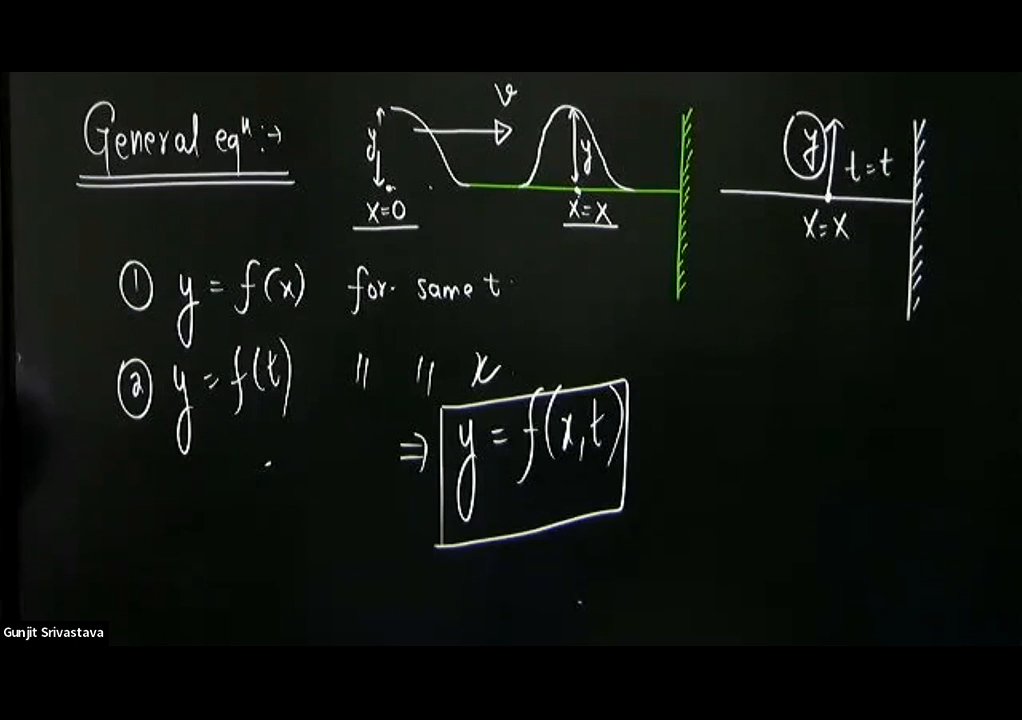 General eqⁿ :→
v
y
y
y
t=t
x=0
x=x
x=x
① y = f(x) for same t
② y = f(t) " " x
⇒ y = f(x,t)
Gunjit Srivastava